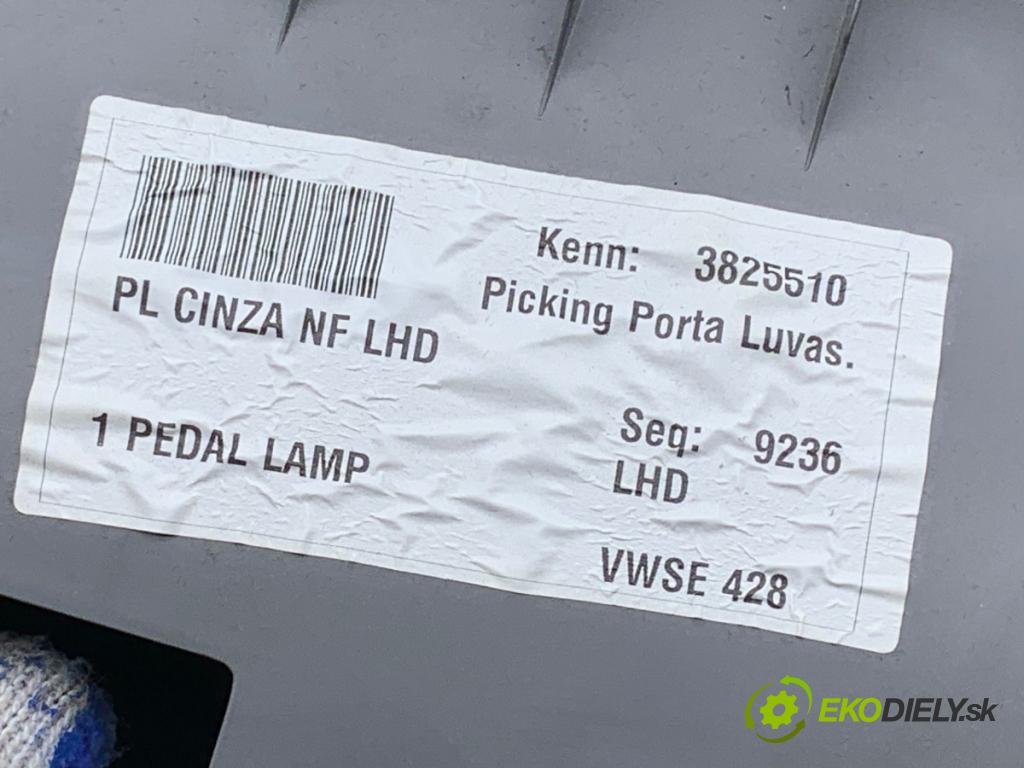 Kenn: 3825510
PL CINZA NF LHD
Picking Porta Luvas.
1 PEDAL LAMP
Seq: 9236
LHD
VWSE 428
EKODIELY.sk